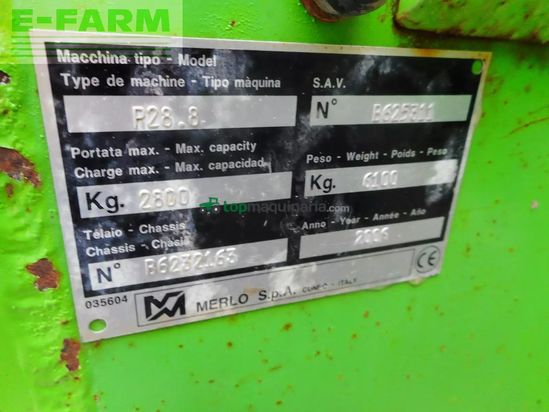 E-FARM
Macchina tipo - Model
Type de machine - Tipo màquina
S.A.V.
R28.8
N° B625311
Portata max. - Max. capacity
Charge max. - Max. capacidad
Peso - Weight - Poids - Peso
Kg. 2800
Kg. 6100
topmaquinaria.com
Telaio - Chassis
Chassis - Chasis
Anno - Year - Année - Año
N° B6232163
2006
035604
MERLO S.p.A. CUNEO - ITALY